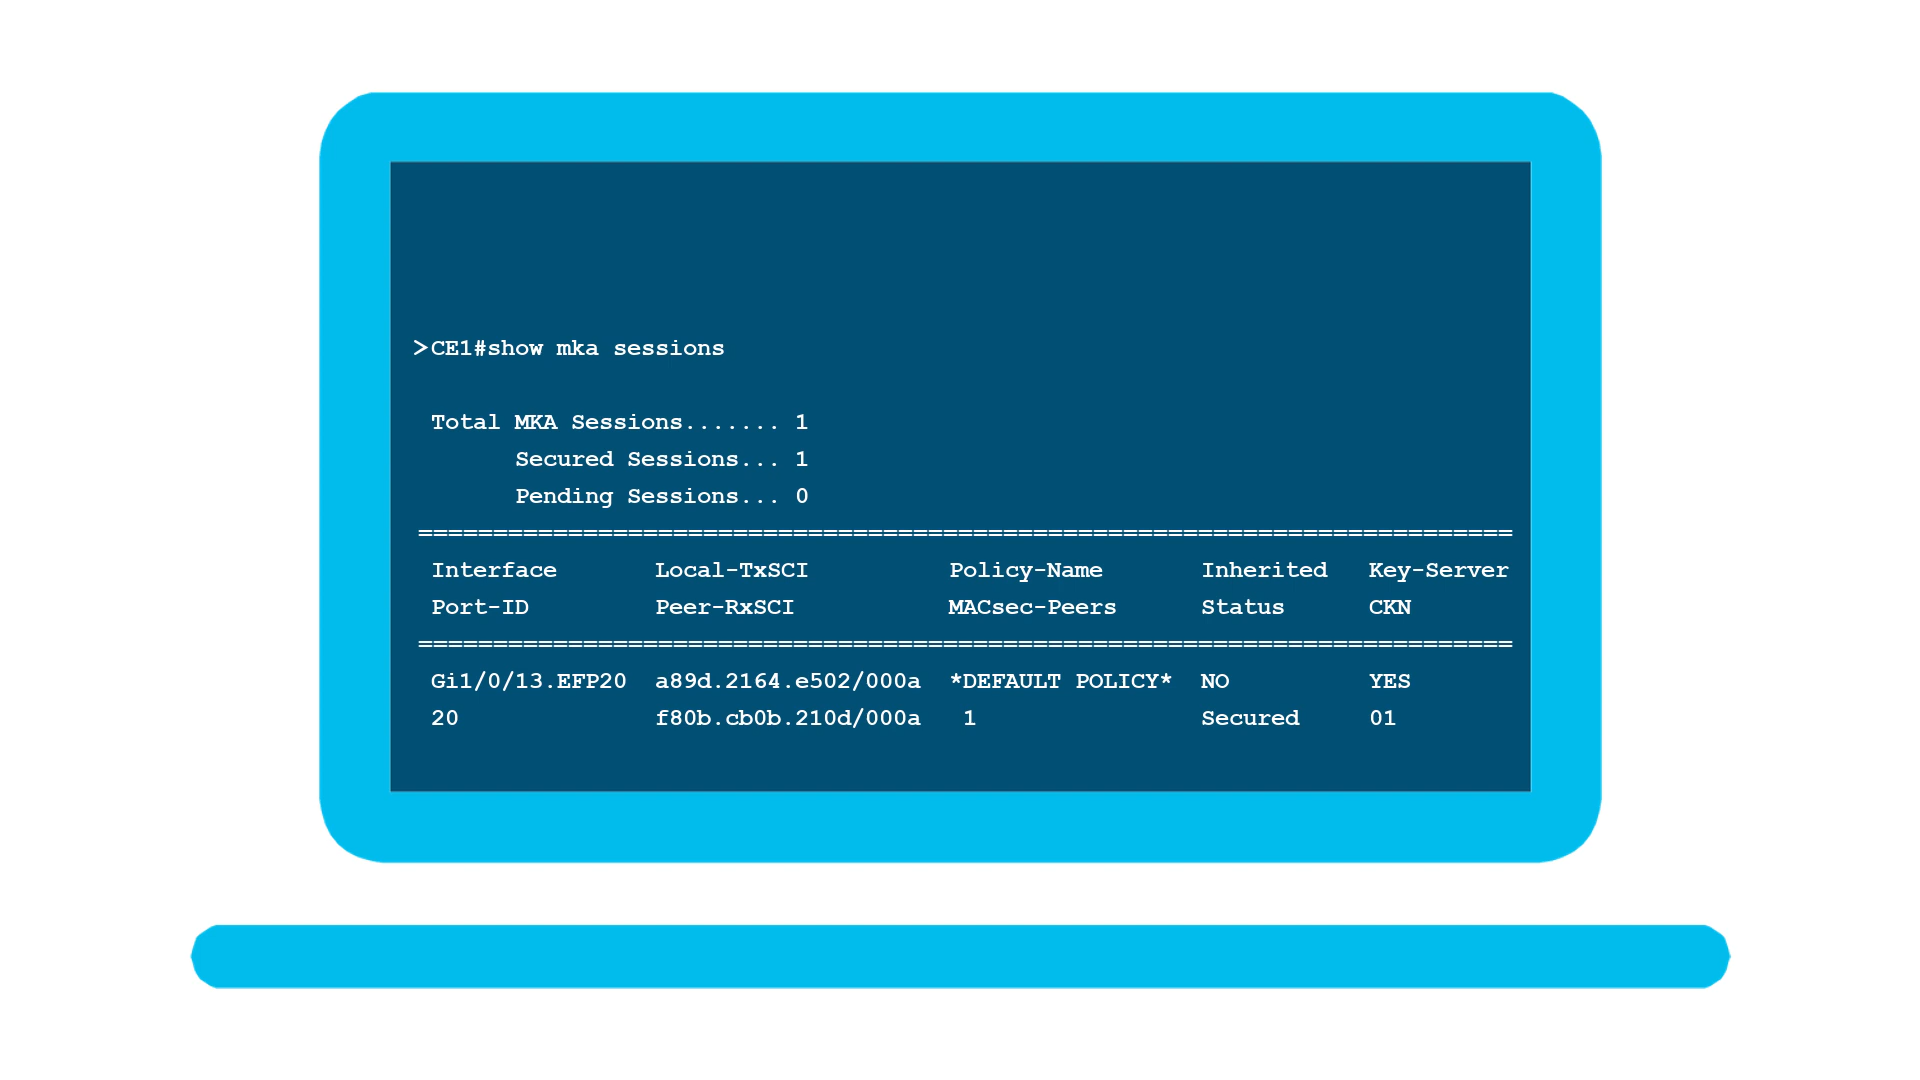 >CE1#show mka sessions
Total MKA Sessions....... 1
Secured Sessions... 1
Pending Sessions... 0
=========================================================================
Interface Local-TxSCI Policy-Name Inherited Key-Server
Port-ID Peer-RxSCI MACsec-Peers Status CKN
=========================================================================
Gi1/0/13.EFP20 a89d.2164.e502/000a *DEFAULT POLICY* NO YES
20 f80b.cb0b.210d/000a 1 Secured 01